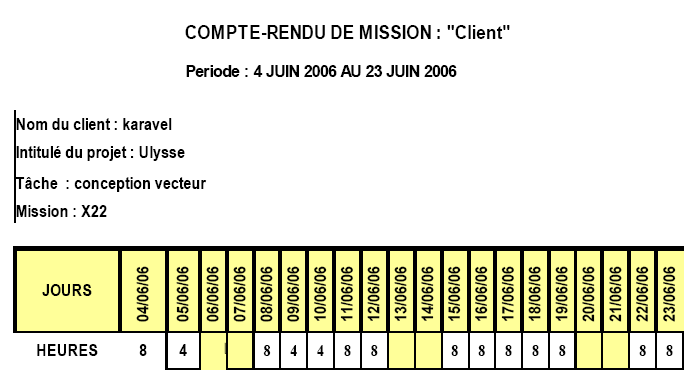 COMPTE-RENDU DE MISSION : "Client"
Periode : 4 JUIN 2006 AU 23 JUIN 2006
Nom du client : karavel
Intitulé du projet : Ulysse
Tâche : conception vecteur
Mission : X22
JOURS 04/06/06 05/06/06 06/06/06 07/06/06 08/06/06 09/06/06 10/06/06 11/06/06 12/06/06 13/06/06 14/06/06 15/06/06 16/06/06 17/06/06 18/06/06 19/06/06 20/06/06 21/06/06 22/06/06 23/06/06
HEURES 8 4 8 4 4 8 8 8 8 8 8 8 8 8